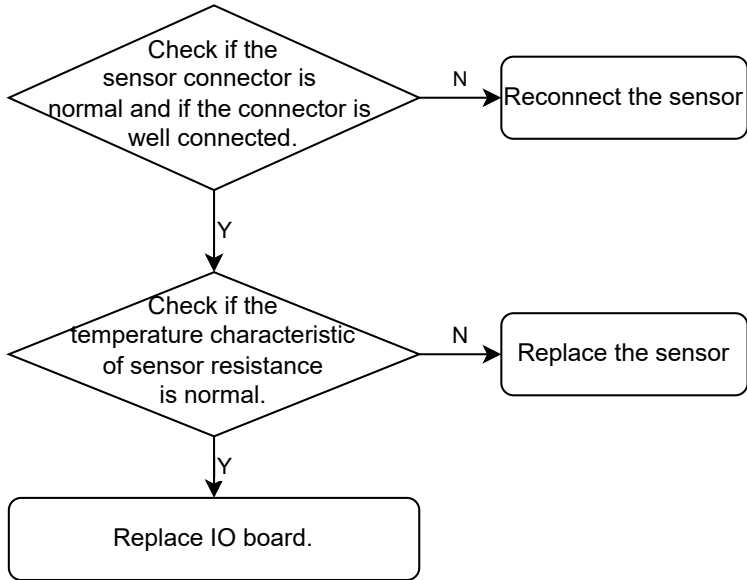 Check if the
sensor connector is
normal and if the connector is
well connected.
N
Reconnect the sensor
Y
Check if the
temperature characteristic
of sensor resistance
is normal.
N
Replace the sensor
Y
Replace IO board.